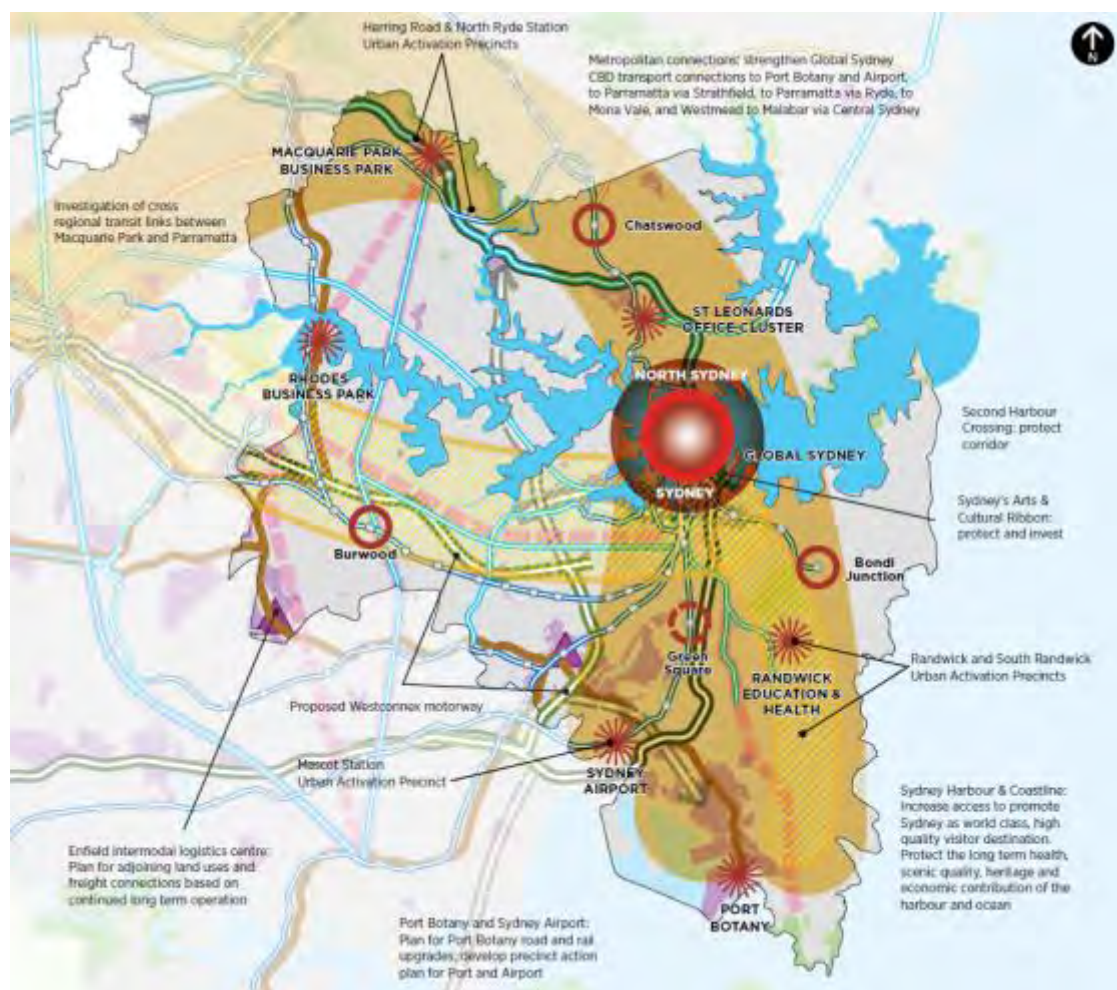 Herring Road & North Ryde Station
Urban Activation Precincts
N
Metropolitan connections: strengthen Global Sydney
CBD transport connections to Port Botany and Airport,
to Parramatta via Strathfield, to Parramatta via Ryde, to
Mona Vale, and Westmead to Malabar via Central Sydney
MACQUARIE PARK
BUSINESS PARK
Investigation of cross
regional transit links between
Macquarie Park and Parramatta
Chatswood
ST LEONARDS
OFFICE CLUSTER
RHODES
BUSINESS PARK
NORTH SYDNEY
GLOBAL SYDNEY
SYDNEY
Second Harbour
Crossing: protect
corridor
Sydney's Arts &
Cultural Ribbon:
protect and invest
Burwood
Bondi
Junction
Green
Square
RANDWICK
EDUCATION &
HEALTH
Randwick and South Randwick
Urban Activation Precincts
Proposed Westconnex motorway
Mascot Station
Urban Activation Precinct
SYDNEY
AIRPORT
Sydney Harbour & Coastline:
Increase access to promote
Sydney as world class, high
quality visitor destination.
Protect the long term health,
scenic quality, heritage and
economic contribution of the
harbour and ocean
Enfield intermodal logistics centre:
Plan for adjoining land uses and
freight connections based on
continued long term operation
PORT
BOTANY
Port Botany and Sydney Airport:
Plan for Port Botany road and rail
upgrades, develop precinct action
plan for Port and Airport